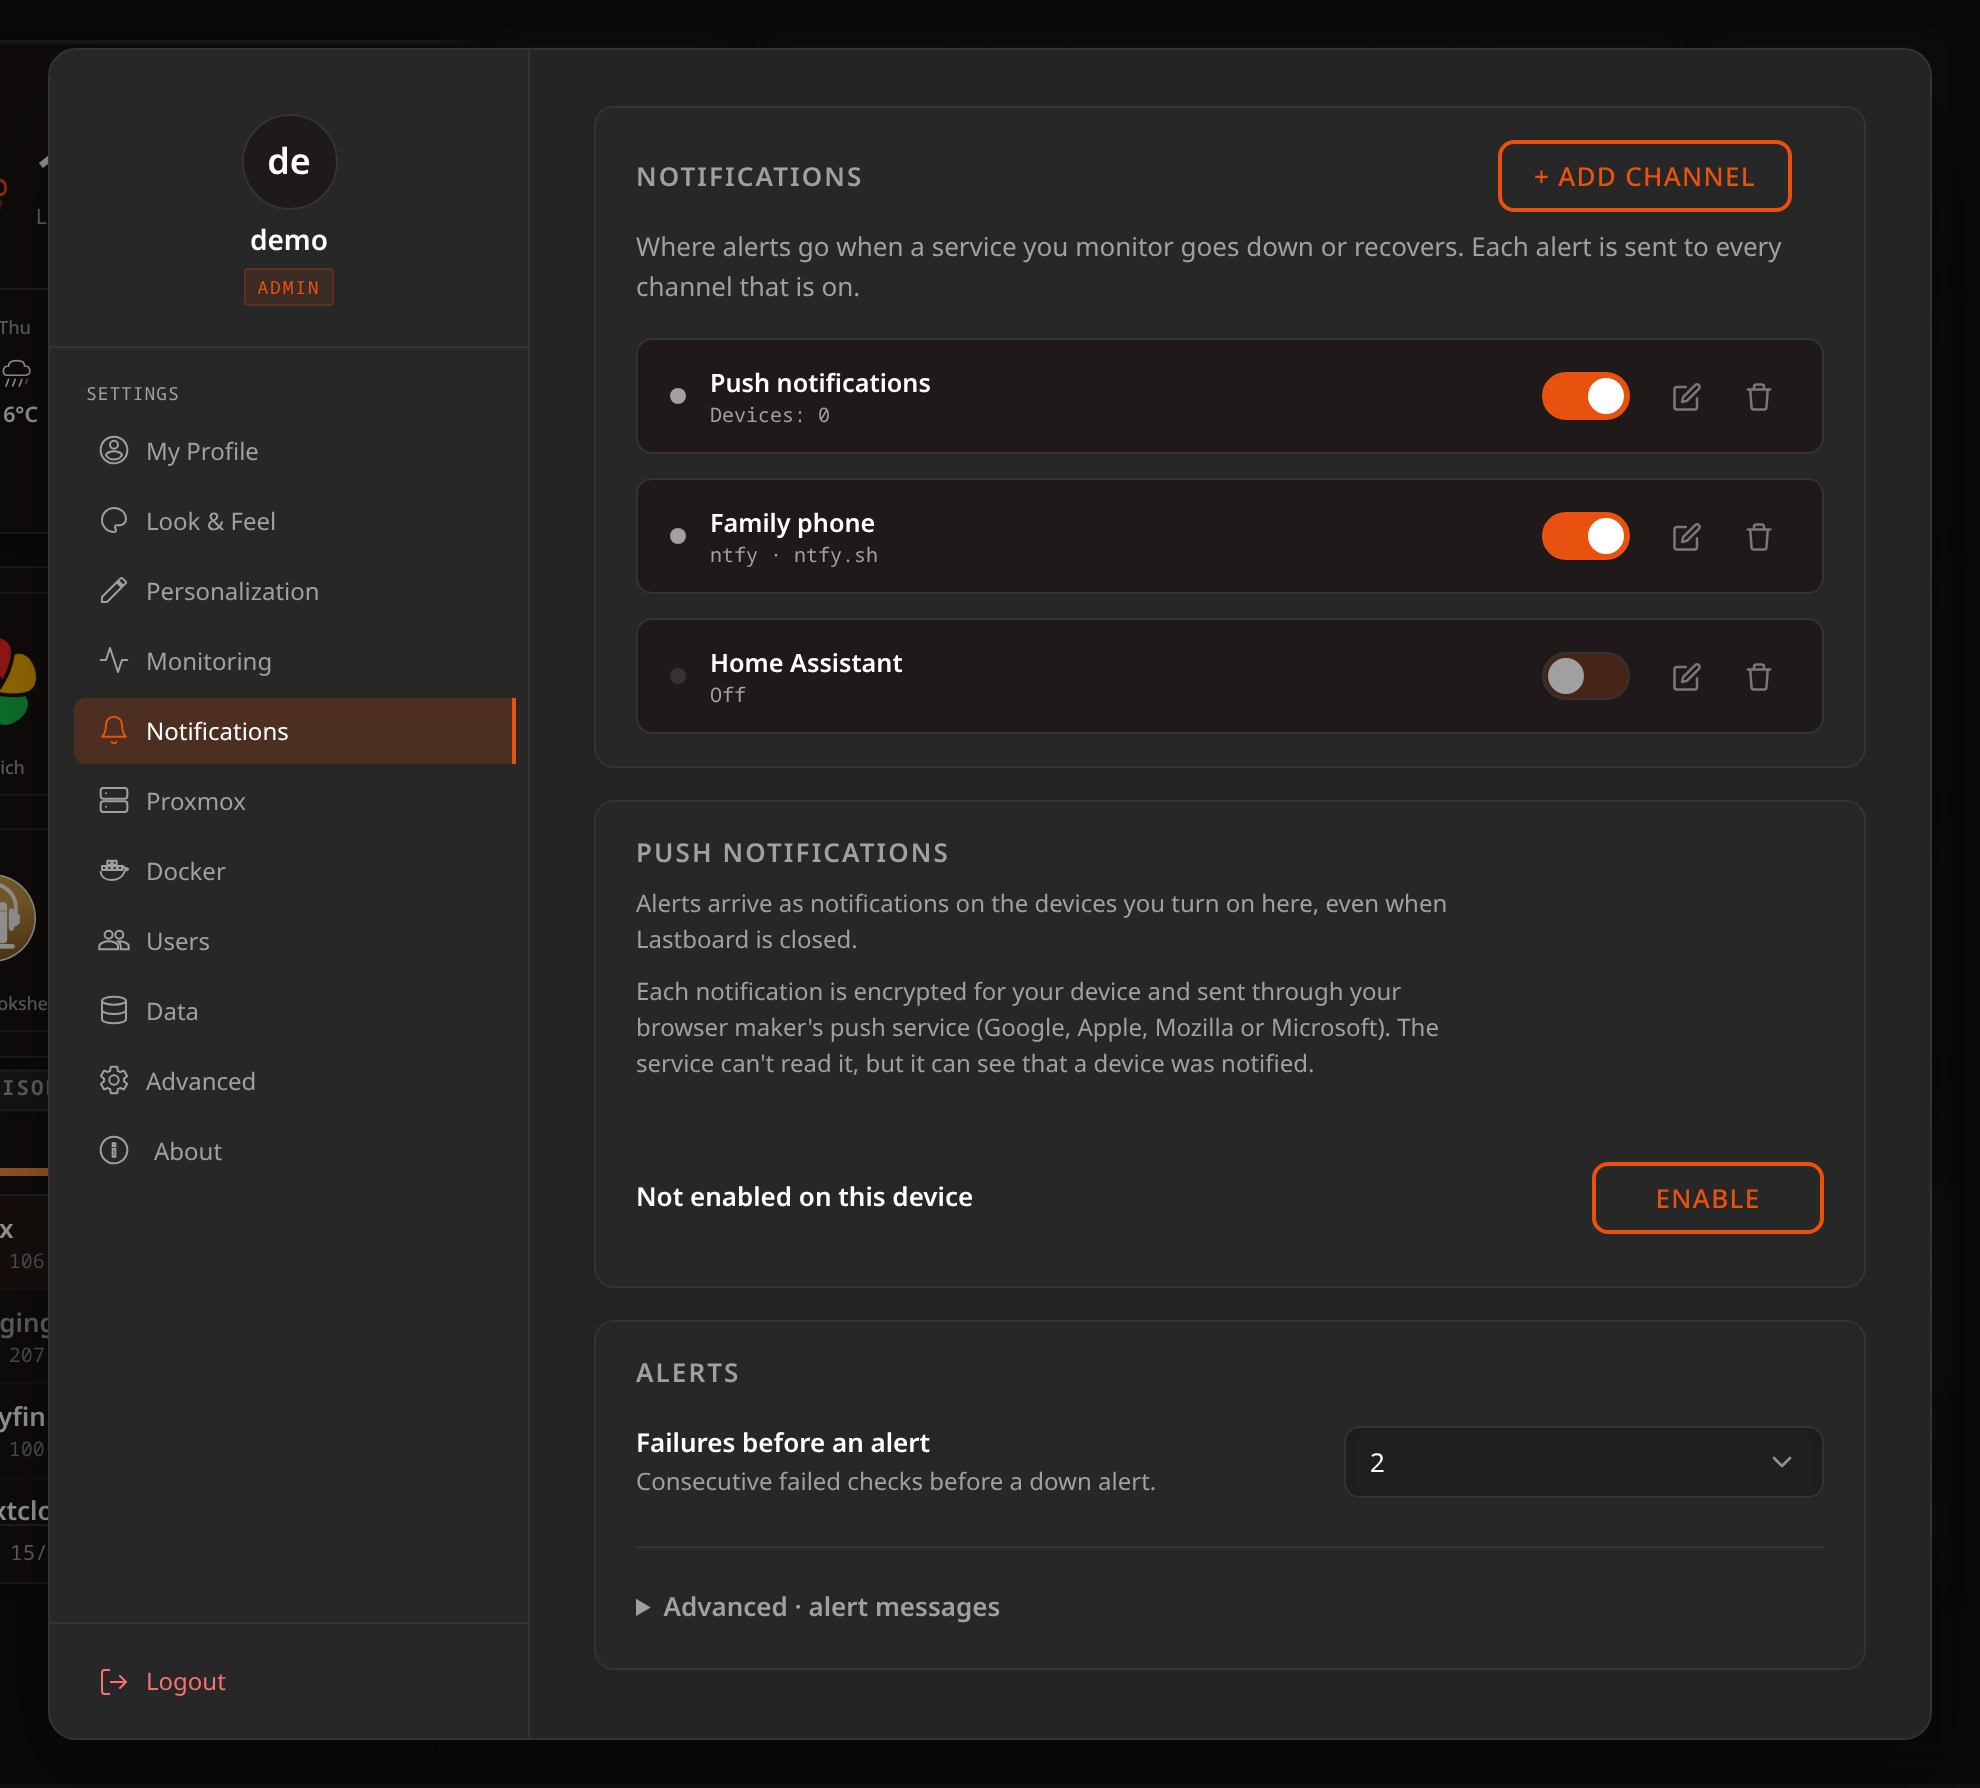 de
demo
ADMIN
SETTINGS
My Profile
Look & Feel
Personalization
Monitoring
Notifications
Proxmox
Docker
Users
Data
Advanced
About
Logout
NOTIFICATIONS
+ ADD CHANNEL
Where alerts go when a service you monitor goes down or recovers. Each alert is sent to every
channel that is on.
Push notifications
Devices: 0
Family phone
ntfy · ntfy.sh
Home Assistant
Off
PUSH NOTIFICATIONS
Alerts arrive as notifications on the devices you turn on here, even when
Lastboard is closed.
Each notification is encrypted for your device and sent through your
browser maker's push service (Google, Apple, Mozilla or Microsoft). The
service can't read it, but it can see that a device was notified.
Not enabled on this device
ENABLE
ALERTS
Failures before an alert
Consecutive failed checks before a down alert.
2
Advanced · alert messages
Thu
6°C
106
207
100
15/